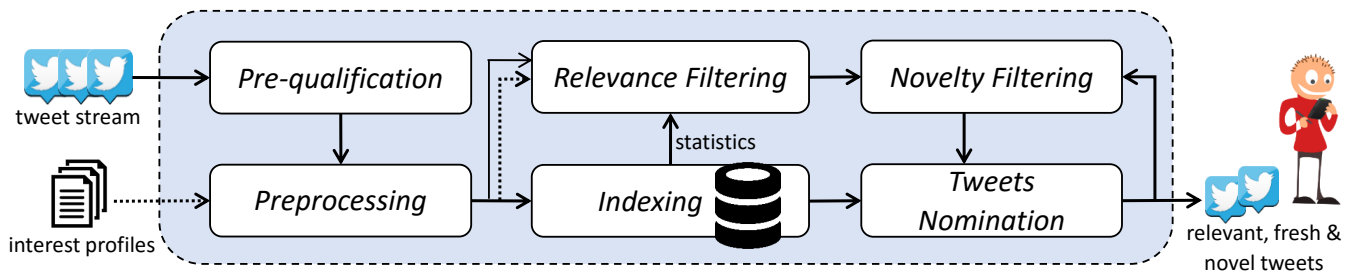 Pre-qualification
Relevance Filtering
Novelty Filtering
tweet stream
statistics
Preprocessing
Indexing
Tweets
Nomination
interest profiles
relevant, fresh &
novel tweets